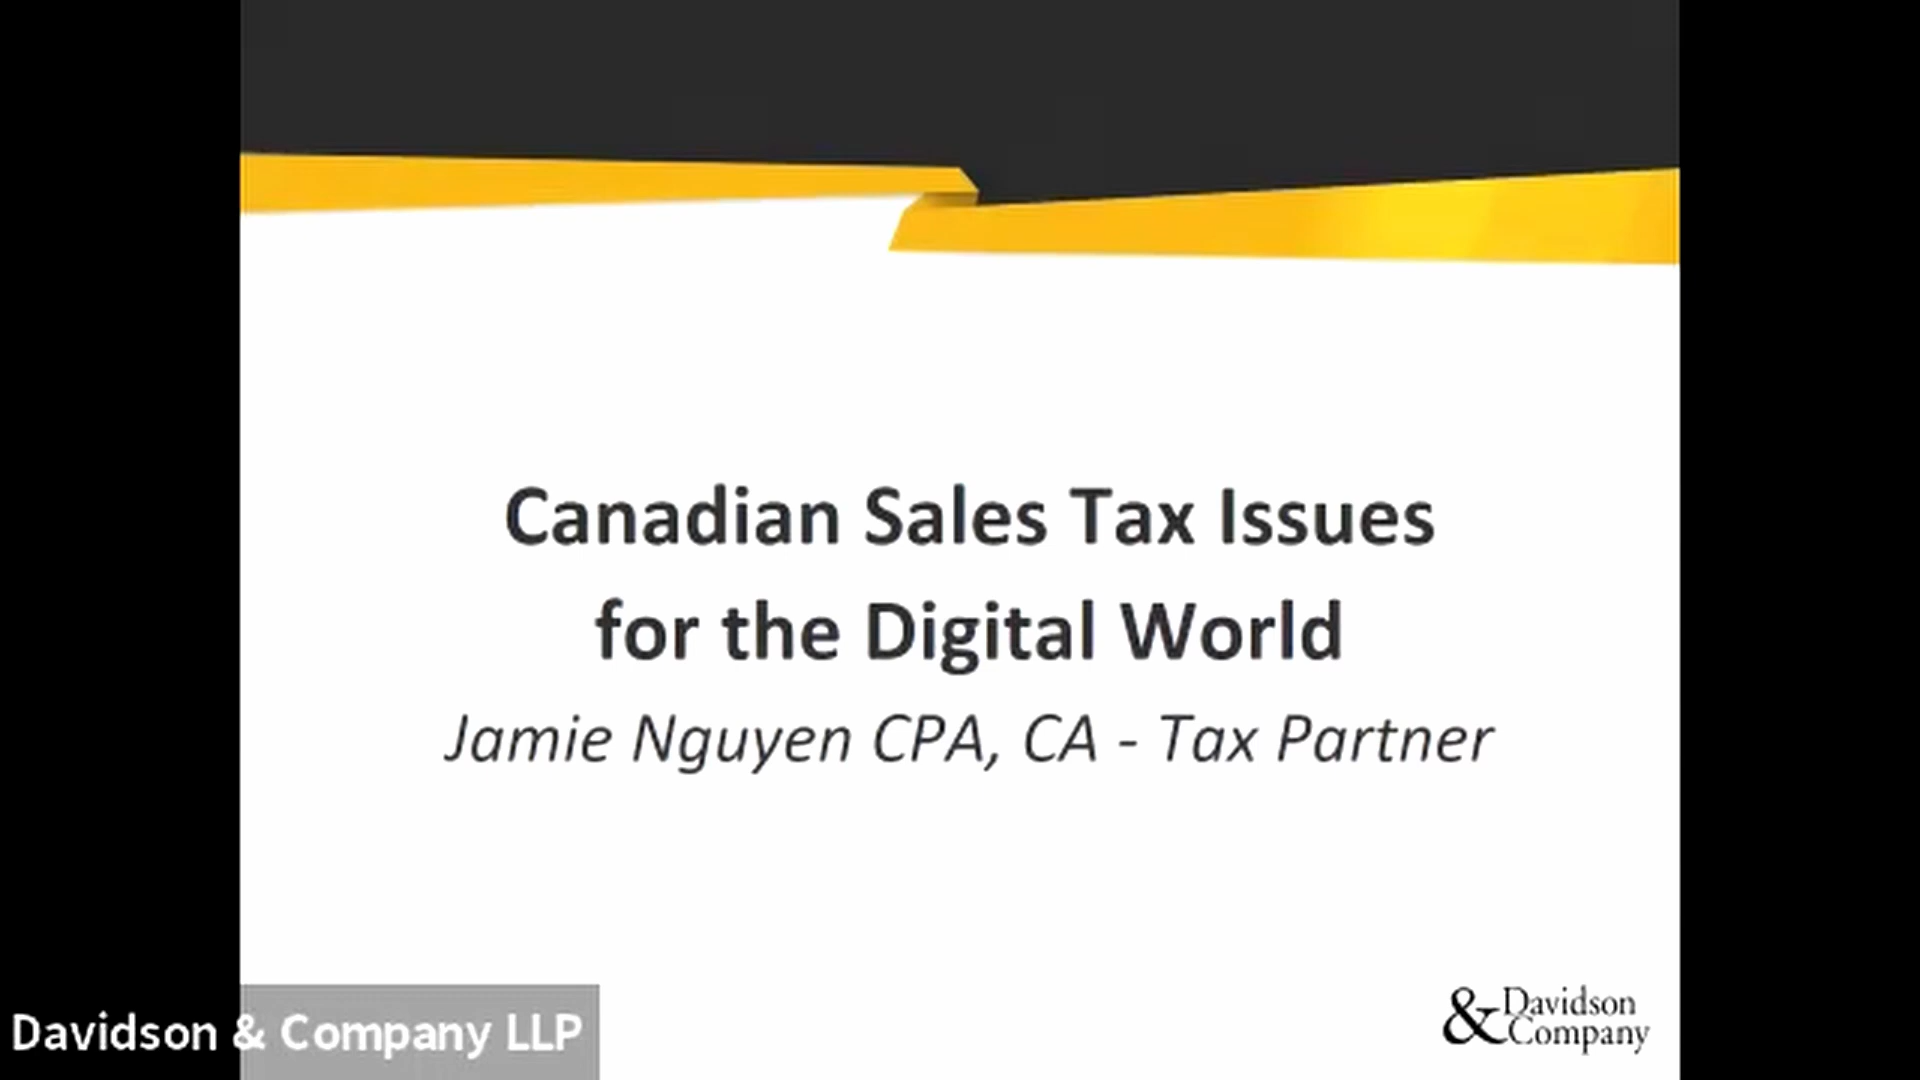 Canadian Sales Tax Issues
for the Digital World
Jamie Nguyen CPA, CA - Tax Partner
Davidson & Company LLP
& Davidson
Company